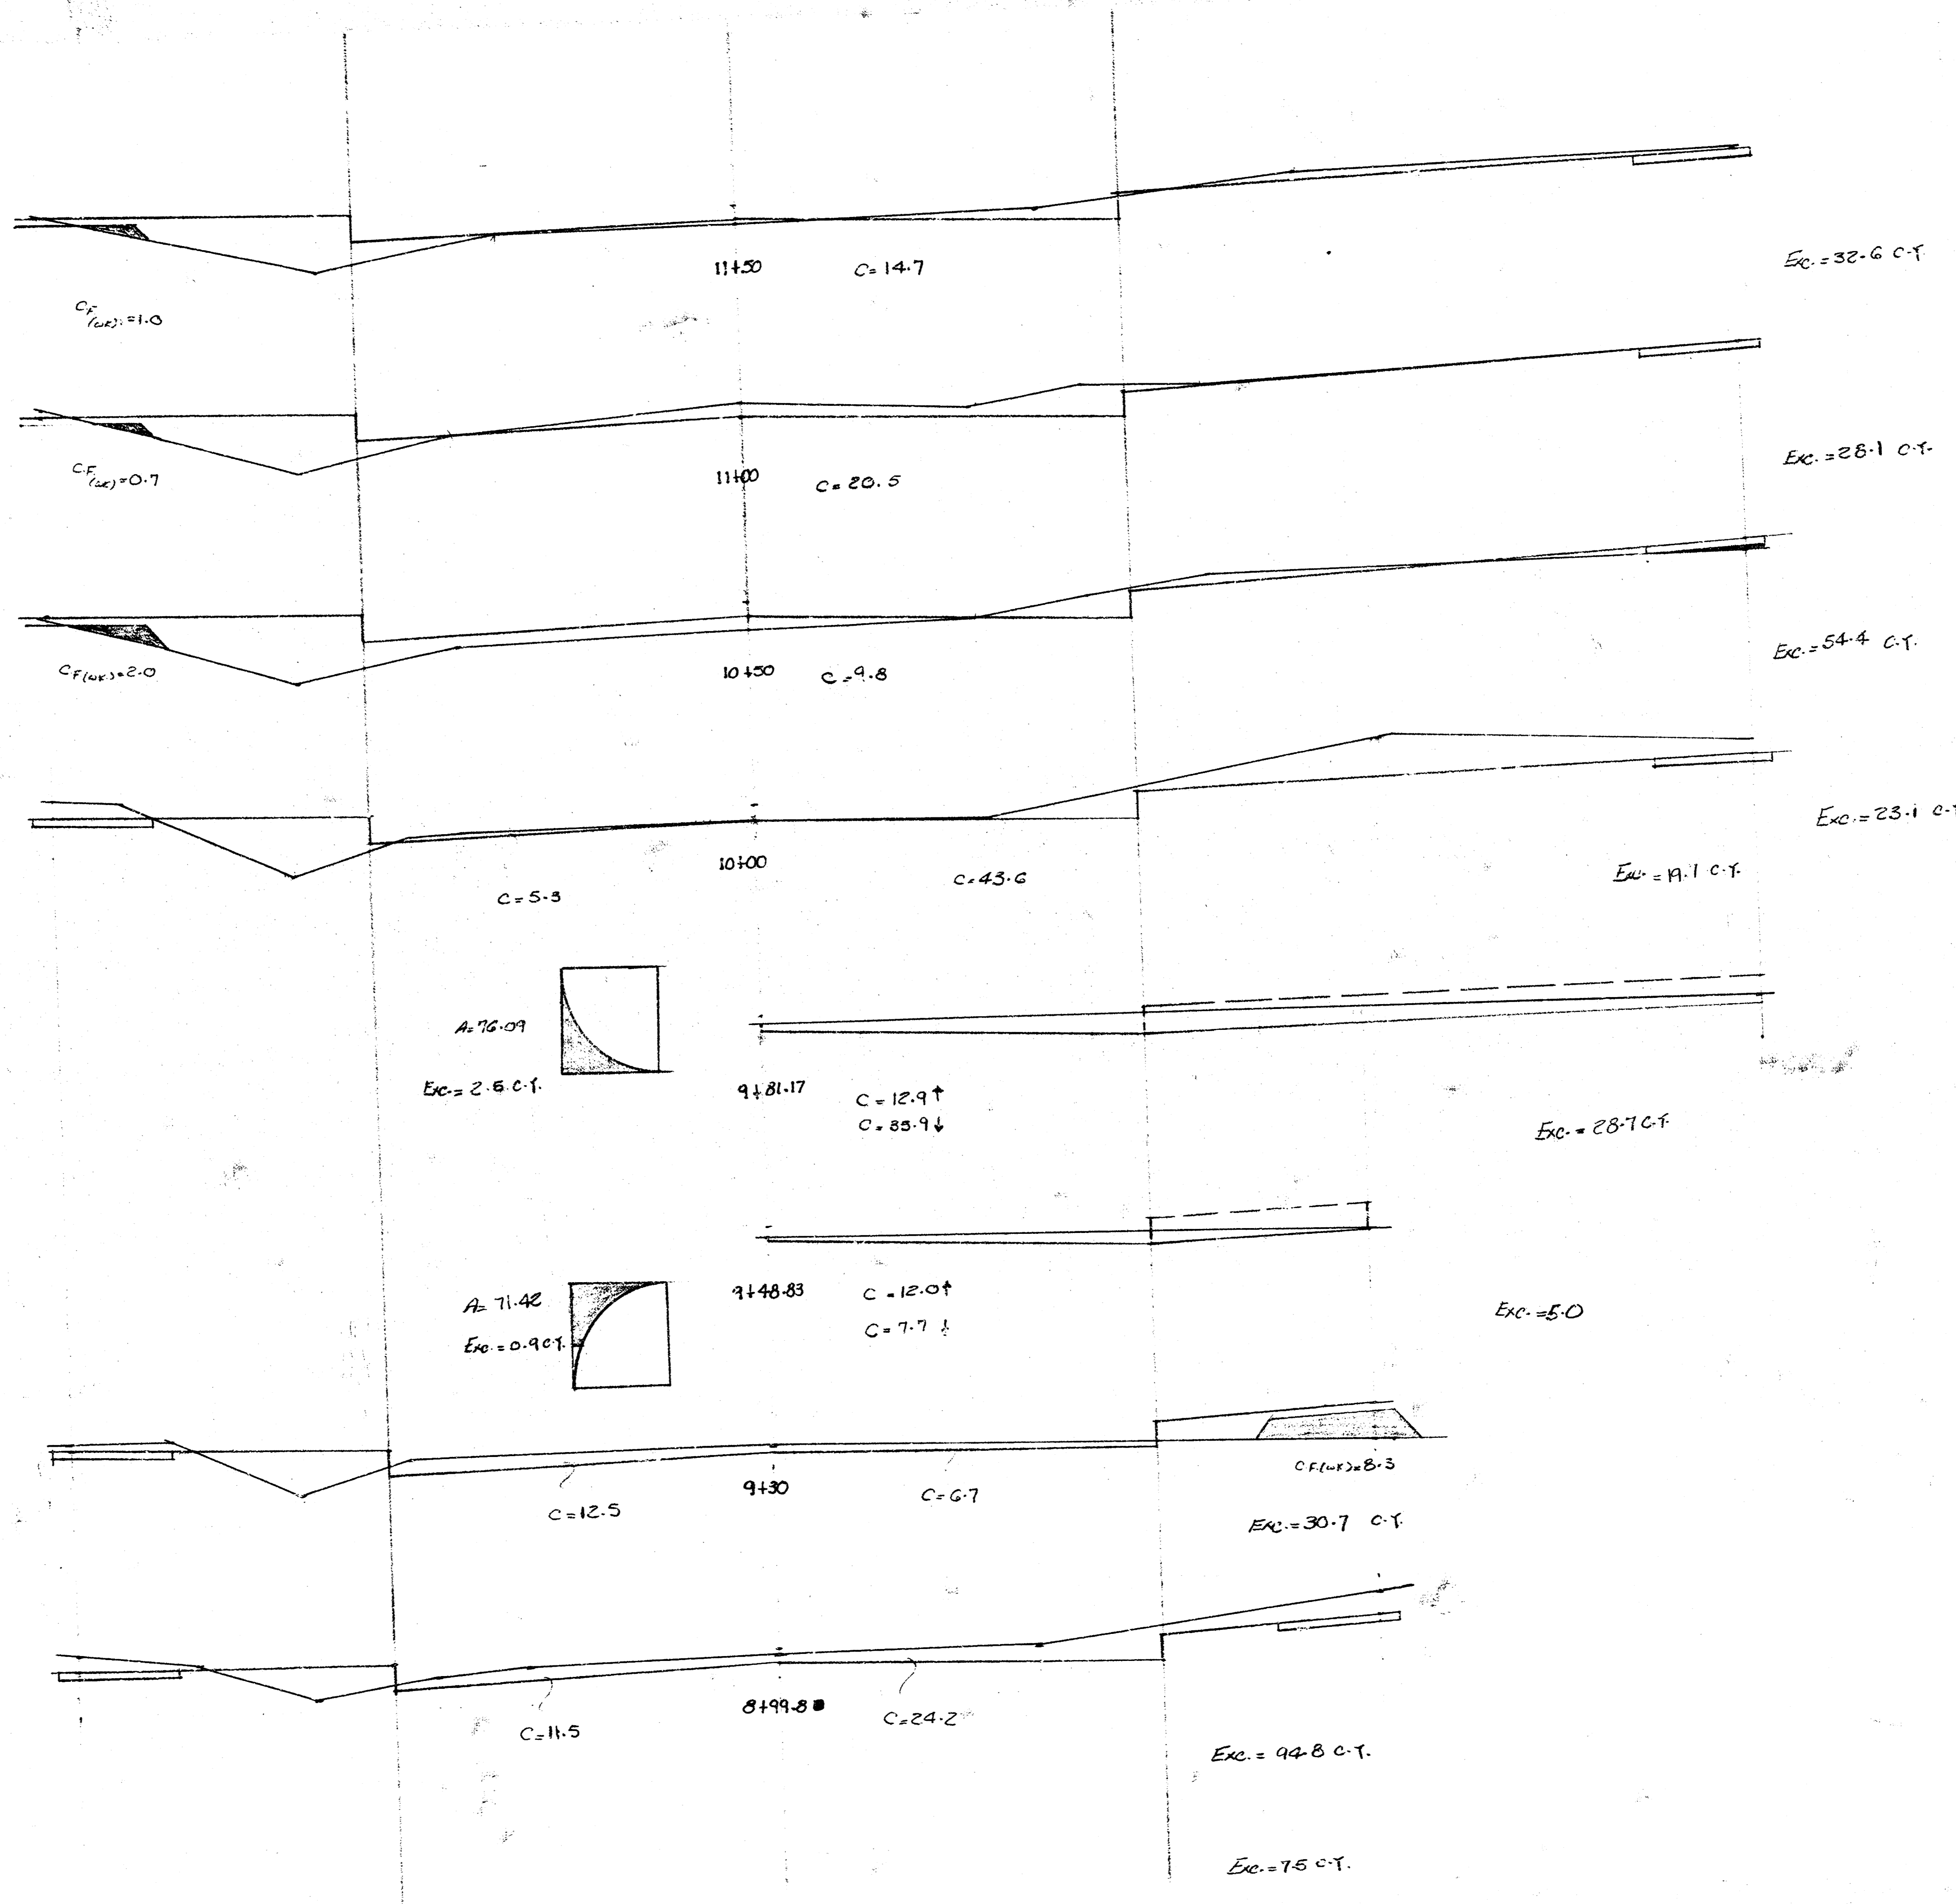 11+50 C=14.7
Exc.=32.6 C.Y.
CF(WK).=1.0
11+00 C=20.5
Exc.=28.1 C.Y.
C.F.(WK)=0.7
10+50 C=9.8
Exc.=54.4 C.Y.
CF(WK.)=2.0
10+00
Exc.=23.1 C.Y
C=5.3
C=43.6
Exc.=19.1 C.Y.
A=76.09
Exc.=2.6 C.Y.
9+81.17
C=12.9↑
C=35.9↓
Exc.=28.7 C.Y.
A=71.42
Exc.=0.9 C.Y.
9+48.83
C=12.0↑
C=7.7↓
Exc.=5.0
9+30
C=12.5
C=6.7
C.F.(WK)=8.3
Exc.=30.7 C.Y.
8+99.8
C=11.5
C=24.2
Exc.=94.8 C.Y.
Exc.=7.5 C.Y.